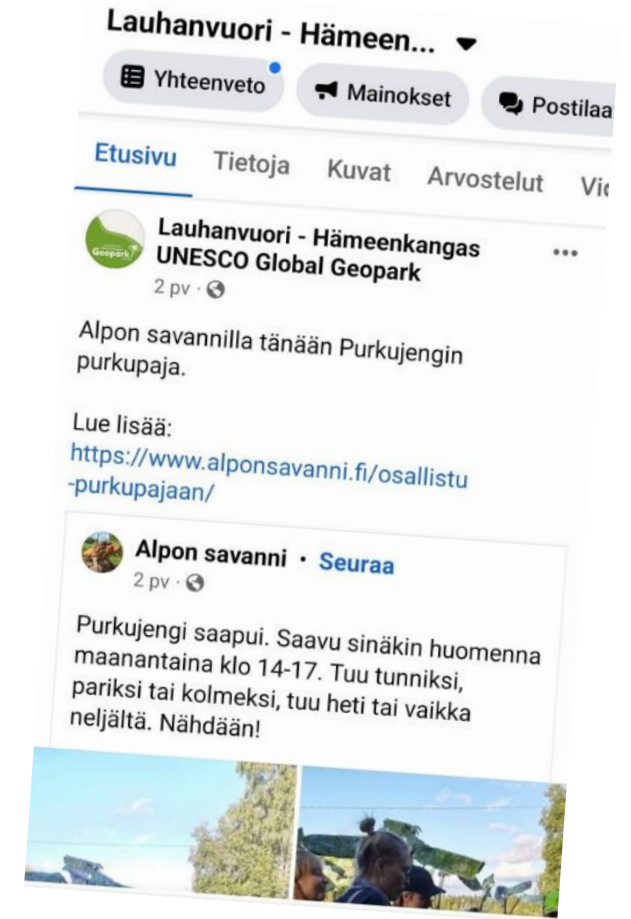 Lauhanvuori - Hämeen...
Yhteenveto
Mainokset
Postilaa
Etusivu
Tietoja
Kuvat
Arvostelut
Geopark
Lauhanvuori - Hämeenkangas
UNESCO Global Geopark
2 pv ·
Alpon savannilla tänään Purkujengin
purkupaja.
Lue lisää:
https://www.alponsavanni.fi/osallistu
-purkupajaan/
Alpon savanni · Seuraa
2 pv ·
Purkujengi saapui. Saavu sinäkin huomenna
maanantaina klo 14-17. Tuu tunniksi,
pariksi tai kolmeksi, tuu heti tai vaikka
neljältä. Nähdään!